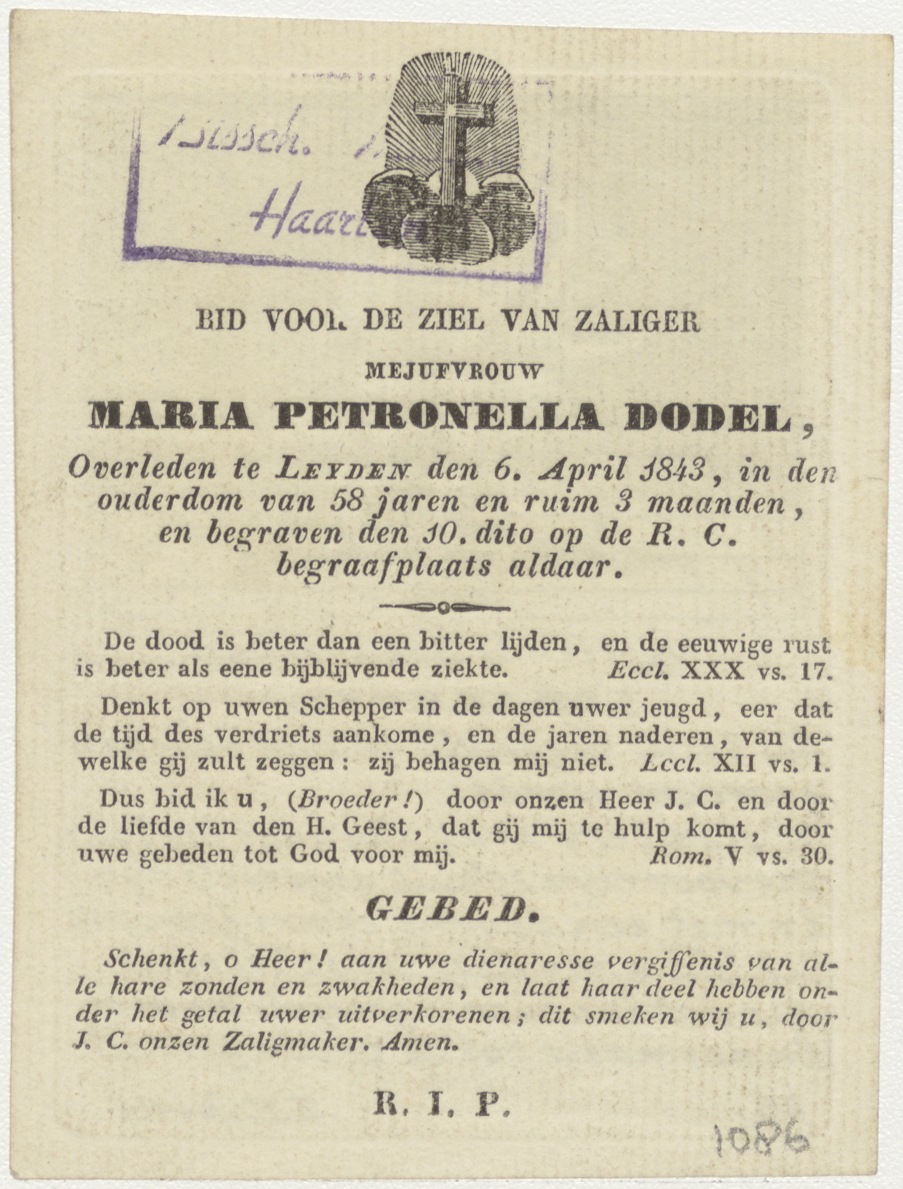 Bissch.
BID VOOR DE ZIEL VAN ZALIGER
MEJUFVROUW
MARIA PETRONELLA DODEL,
Overleden te LEYDEN den 6. April 1843, in den
ouderdom van 58 jaren en ruim 3 maanden,
en begraven den 10. dito op de R. C.
begraafplaats aldaar.
De dood is beter dan een bitter lijden, en de eeuwige rust
is beter als eene bijblijvende ziekte. Eccl. XXX vs. 17.
Denkt op uwen Schepper in de dagen uwer jeugd, eer dat
de tijd des verdriets aankome, en de jaren naderen, van de-
welke gij zult zeggen: zij behagen mij niet. Eccl. XII vs. 1.
Dus bid ik u, (Broeder!) door onzen Heer J. C. en door
de liefde van den H. Geest, dat gij mij te hulp komt, door
uwe gebeden tot God voor mij. Rom. V vs. 30.
GEBED.
Schenkt, o Heer! aan uwe dienaresse vergiffenis van al-
le hare zonden en zwakheden, en laat haar deel hebben on-
der het getal uwer uitverkorenen; dit smeken wij u, door
J. C. onzen Zaligmaker. Amen.
R. I. P.
1086